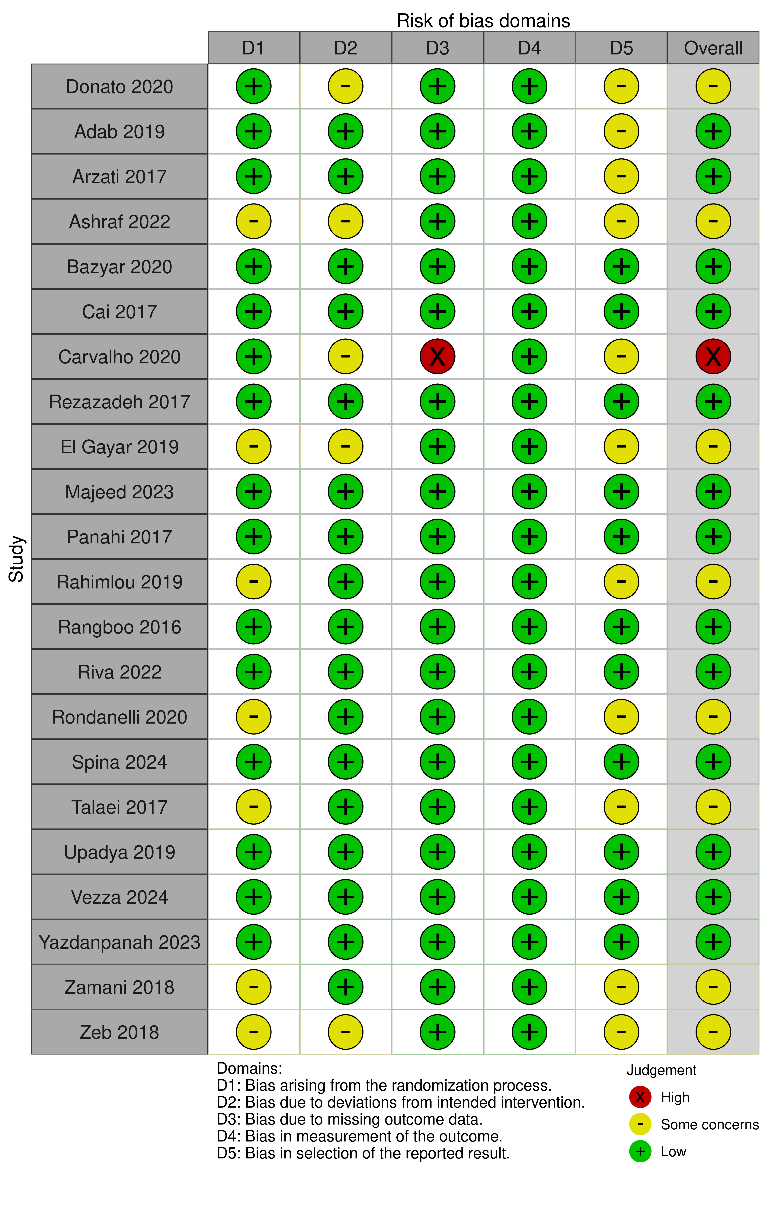 Risk of bias domains
D1 D2 D3 D4 D5 Overall
Study
Donato 2020 + - + + - -
Adab 2019 + + + + - +
Arzati 2017 + + + + - +
Ashraf 2022 - - + + - -
Bazyar 2020 + + + + + +
Cai 2017 + + + + + +
Carvalho 2020 + - X + - X
Rezazadeh 2017 + + + + + +
El Gayar 2019 - - + + - -
Majeed 2023 + + + + + +
Panahi 2017 + + + + + +
Rahimlou 2019 - + + + - -
Rangboo 2016 + + + + + +
Riva 2022 + + + + + +
Rondanelli 2020 - + + + - -
Spina 2024 + + + + + +
Talaei 2017 - + + + - -
Upadya 2019 + + + + + +
Vezza 2024 + + + + + +
Yazdanpanah 2023 + + + + + +
Zamani 2018 - + + + - -
Zeb 2018 - - + + - -
Domains:
D1: Bias arising from the randomization process.
D2: Bias due to deviations from intended intervention.
D3: Bias due to missing outcome data.
D4: Bias in measurement of the outcome.
D5: Bias in selection of the reported result.
Judgement
X High
- Some concerns
+ Low